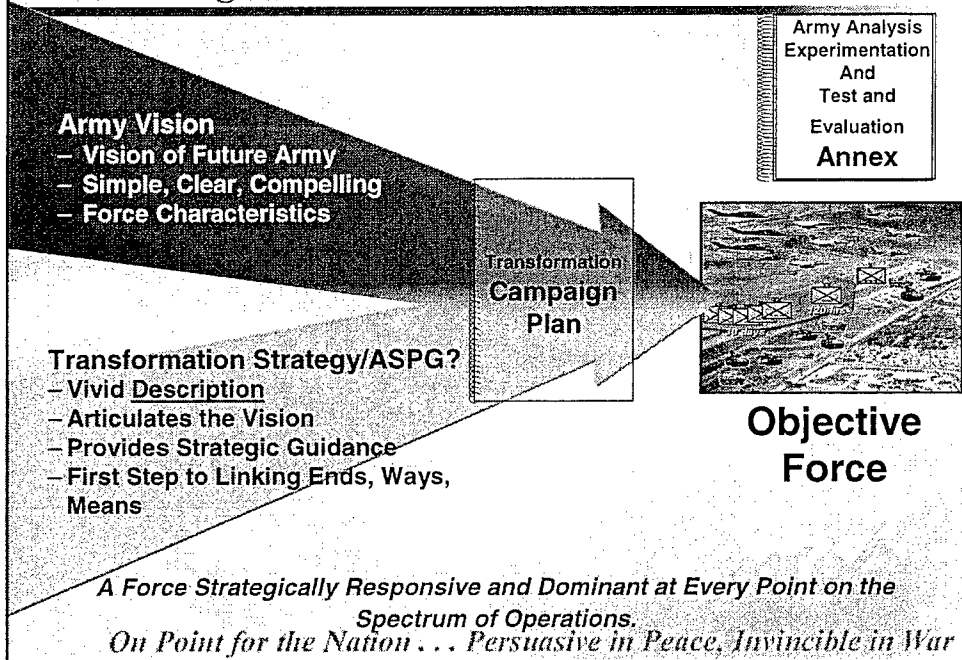 Army Analysis
Experimentation
And
Test and
Evaluation
Annex
Army Vision
– Vision of Future Army
– Simple, Clear, Compelling
– Force Characteristics
Transformation
Campaign
Plan
Transformation Strategy/ASPG?
– Vivid Description
– Articulates the Vision
– Provides Strategic Guidance
– First Step to Linking Ends, Ways,
Means
Objective
Force
A Force Strategically Responsive and Dominant at Every Point on the
Spectrum of Operations.
On Point for the Nation . . . Persuasive in Peace, Invincible in War